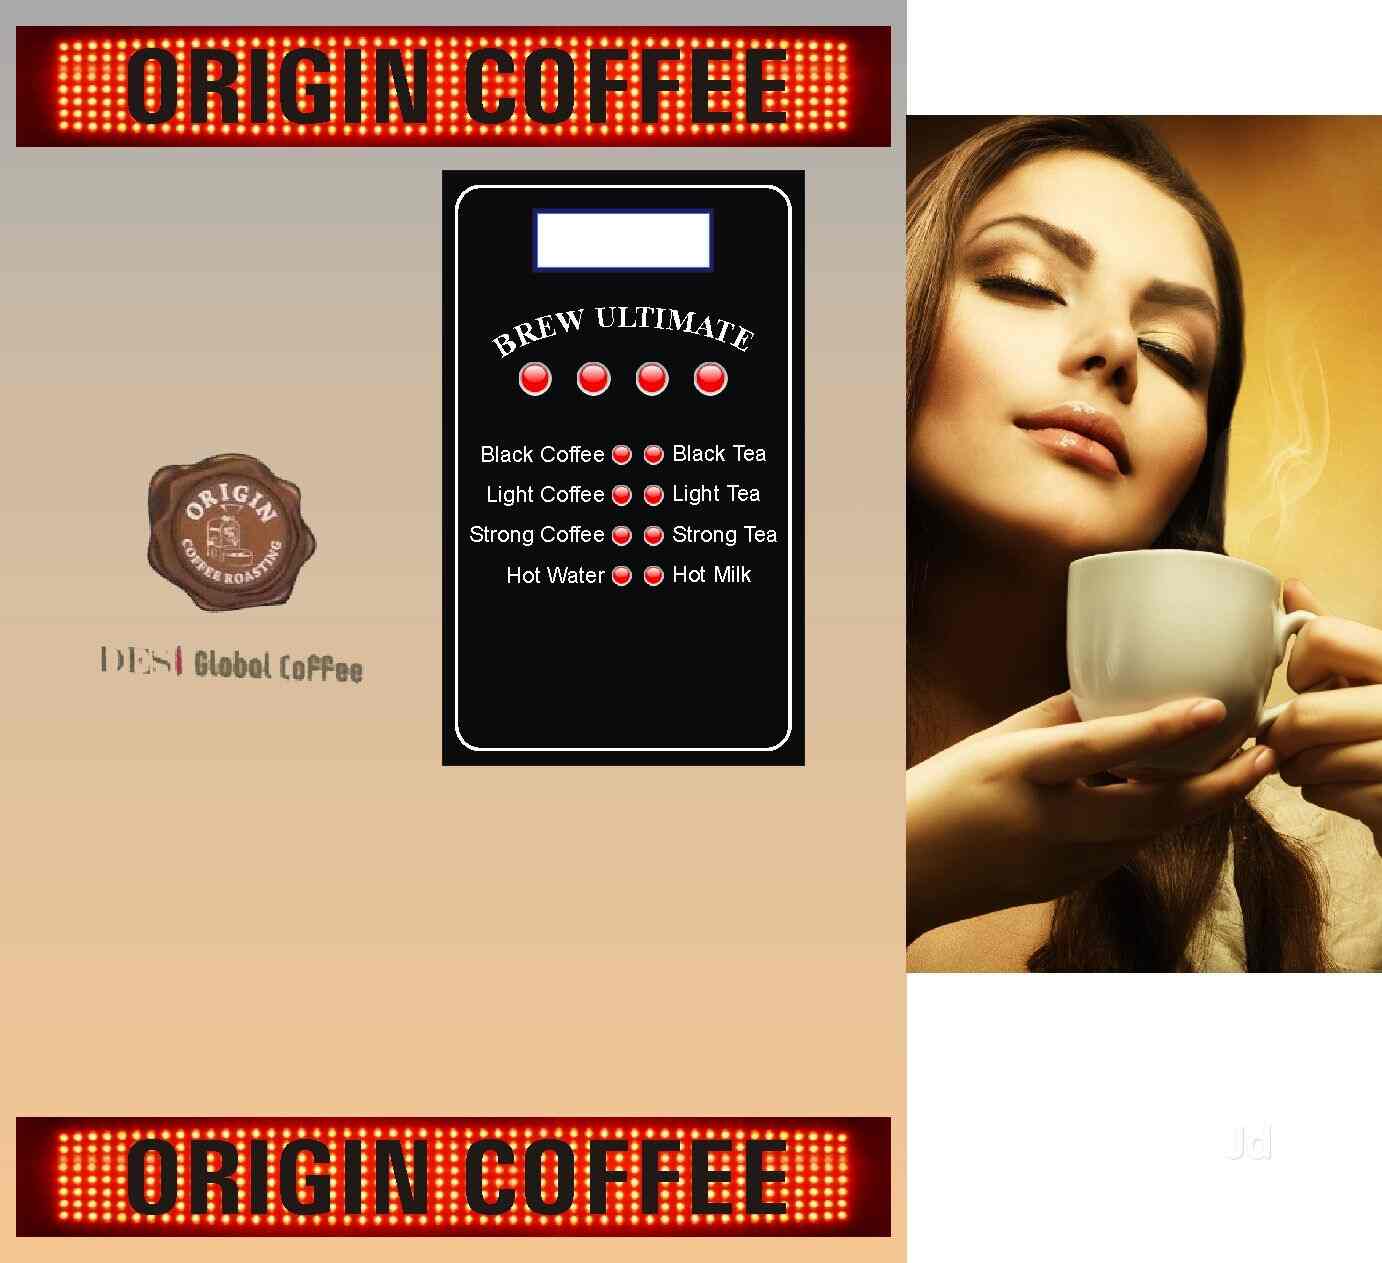 ORIGIN COFFEE
BREW ULTIMATE
Black Coffee Black Tea
Light Coffee Light Tea
Strong Coffee Strong Tea
Hot Water Hot Milk
ORIGIN
COFFEE ROASTING
DESI Global Coffee
ORIGIN COFFEE
Jd